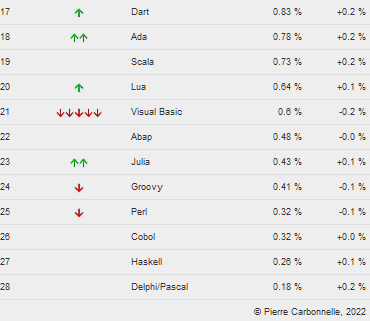 17 ↑ Dart 0.83 % +0.2 %
18 ↑↑ Ada 0.78 % +0.2 %
19 Scala 0.73 % +0.2 %
20 ↑ Lua 0.64 % +0.1 %
21 ↓↓↓↓↓ Visual Basic 0.6 % -0.2 %
22 Abap 0.48 % -0.0 %
23 ↑↑ Julia 0.43 % +0.1 %
24 ↓ Groovy 0.41 % -0.1 %
25 ↓ Perl 0.32 % -0.1 %
26 Cobol 0.32 % +0.0 %
27 Haskell 0.26 % +0.1 %
28 Delphi/Pascal 0.18 % +0.2 %
© Pierre Carbonnelle, 2022